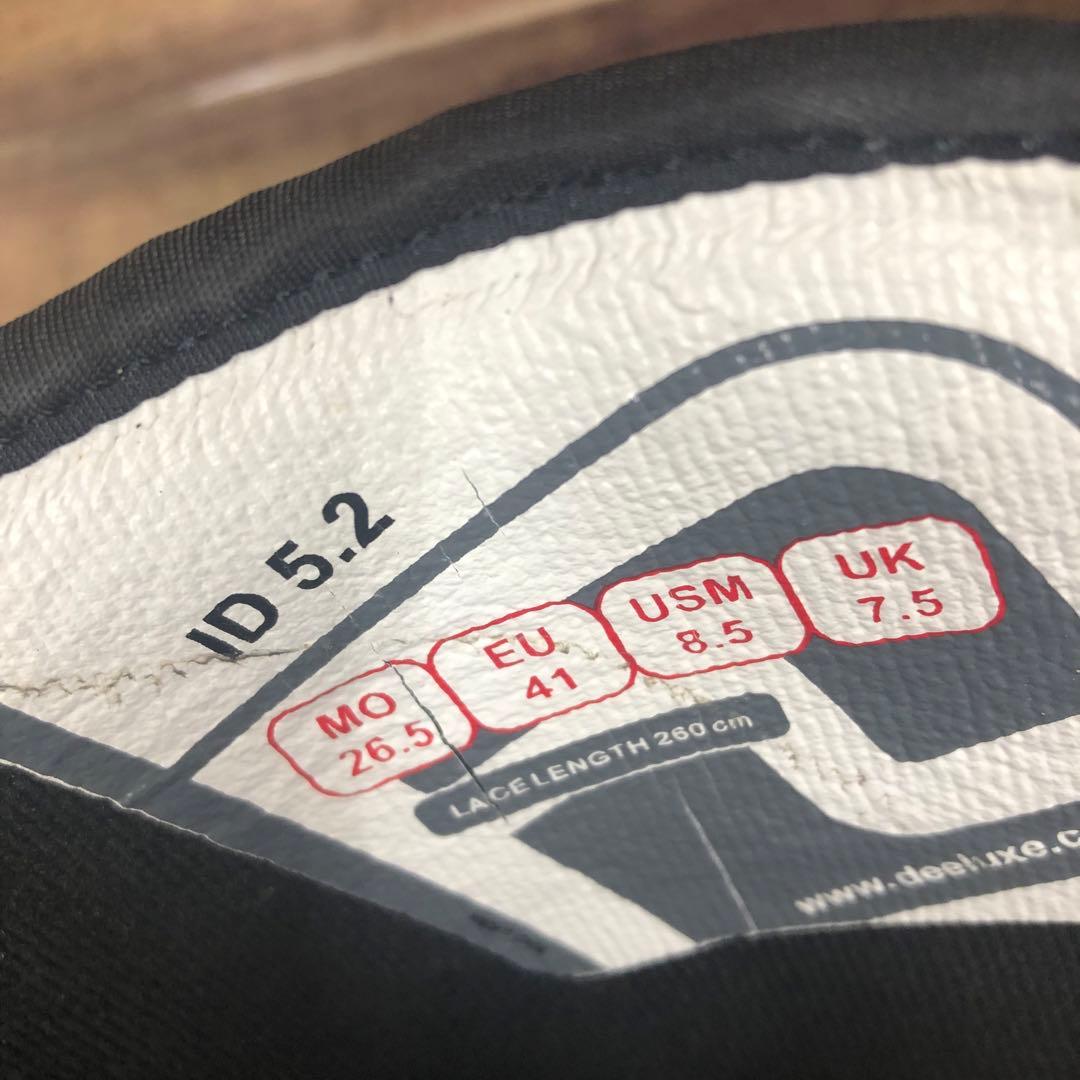 ID 5.2
MO
26.5
EU
41
USM
8.5
UK
7.5
LACE LENGTH 260 cm
www.deeluxe.c